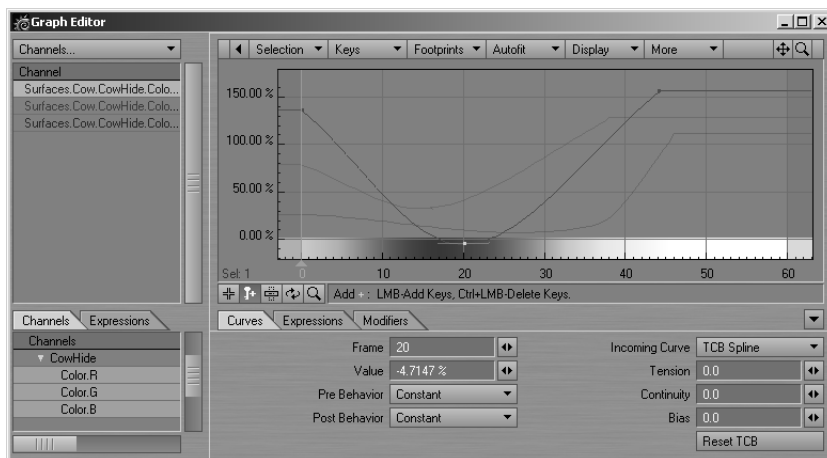 Graph Editor
Channels...
Channel
Surfaces.Cow.CowHide.Colo...
Surfaces.Cow.CowHide.Colo...
Surfaces.Cow.CowHide.Colo...
Selection Keys Footprints Autofit Display More
150.00 %
100.00 %
50.00 %
0.00 %
Sel: 1 0 10 20 30 40 50 60
Add + : LMB-Add Keys, Ctrl+LMB-Delete Keys.
Channels Expressions
Channels
CowHide
Color.R
Color.G
Color.B
Curves Expressions Modifiers
Frame 20
Value -4.7147 %
Pre Behavior Constant
Post Behavior Constant
Incoming Curve TCB Spline
Tension 0.0
Continuity 0.0
Bias 0.0
Reset TCB